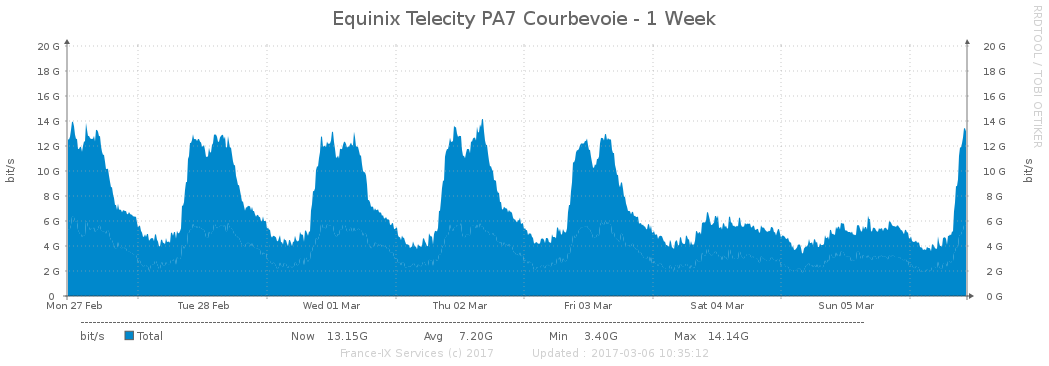 Equinix Telecity PA7 Courbevoie - 1 Week
RRDTOOL / TOBI OETIKER
20 G 20 G
18 G 18 G
16 G 16 G
14 G 14 G
12 G 12 G
10 G 10 G
8 G 8 G
6 G 6 G
4 G 4 G
2 G 2 G
0 0 G
bit/s bit/s
Mon 27 Feb Tue 28 Feb Wed 01 Mar Thu 02 Mar Fri 03 Mar Sat 04 Mar Sun 05 Mar
bit/s Total Now 13.15G Avg 7.20G Min 3.40G Max 14.14G
France-IX Services (c) 2017 Updated : 2017-03-06 10:35:12